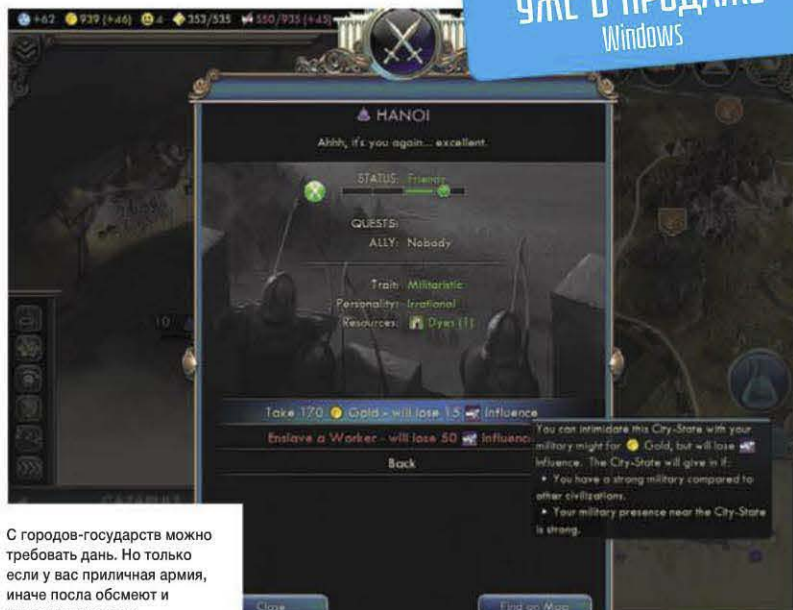 +62 939 (+46) 4 353/535 550/935 (+45)
УЖЕ В ПРОДАЖЕ
Windows
HANOI
Ahhh, it's you again... excellent.
STATUS: Friends
QUESTS:
ALLY: Nobody
Trait: Militaristic
Personality: Irrational
Resources: Dyes (1)
10
Take 170 Gold - will lose 15 Influence
Enslave a Worker - will lose 50 Influence
Back
You can intimidate this City-State with your
military might for Gold, but will lose
Influence. The City-State will give in if:
• You have a strong military compared to
other civilizations.
• Your military presence near the City-State
is strong.
С городов-государств можно
требовать дань. Но только
если у вас приличная армия,
иначе посла обсмеют и
Close
Find on Map